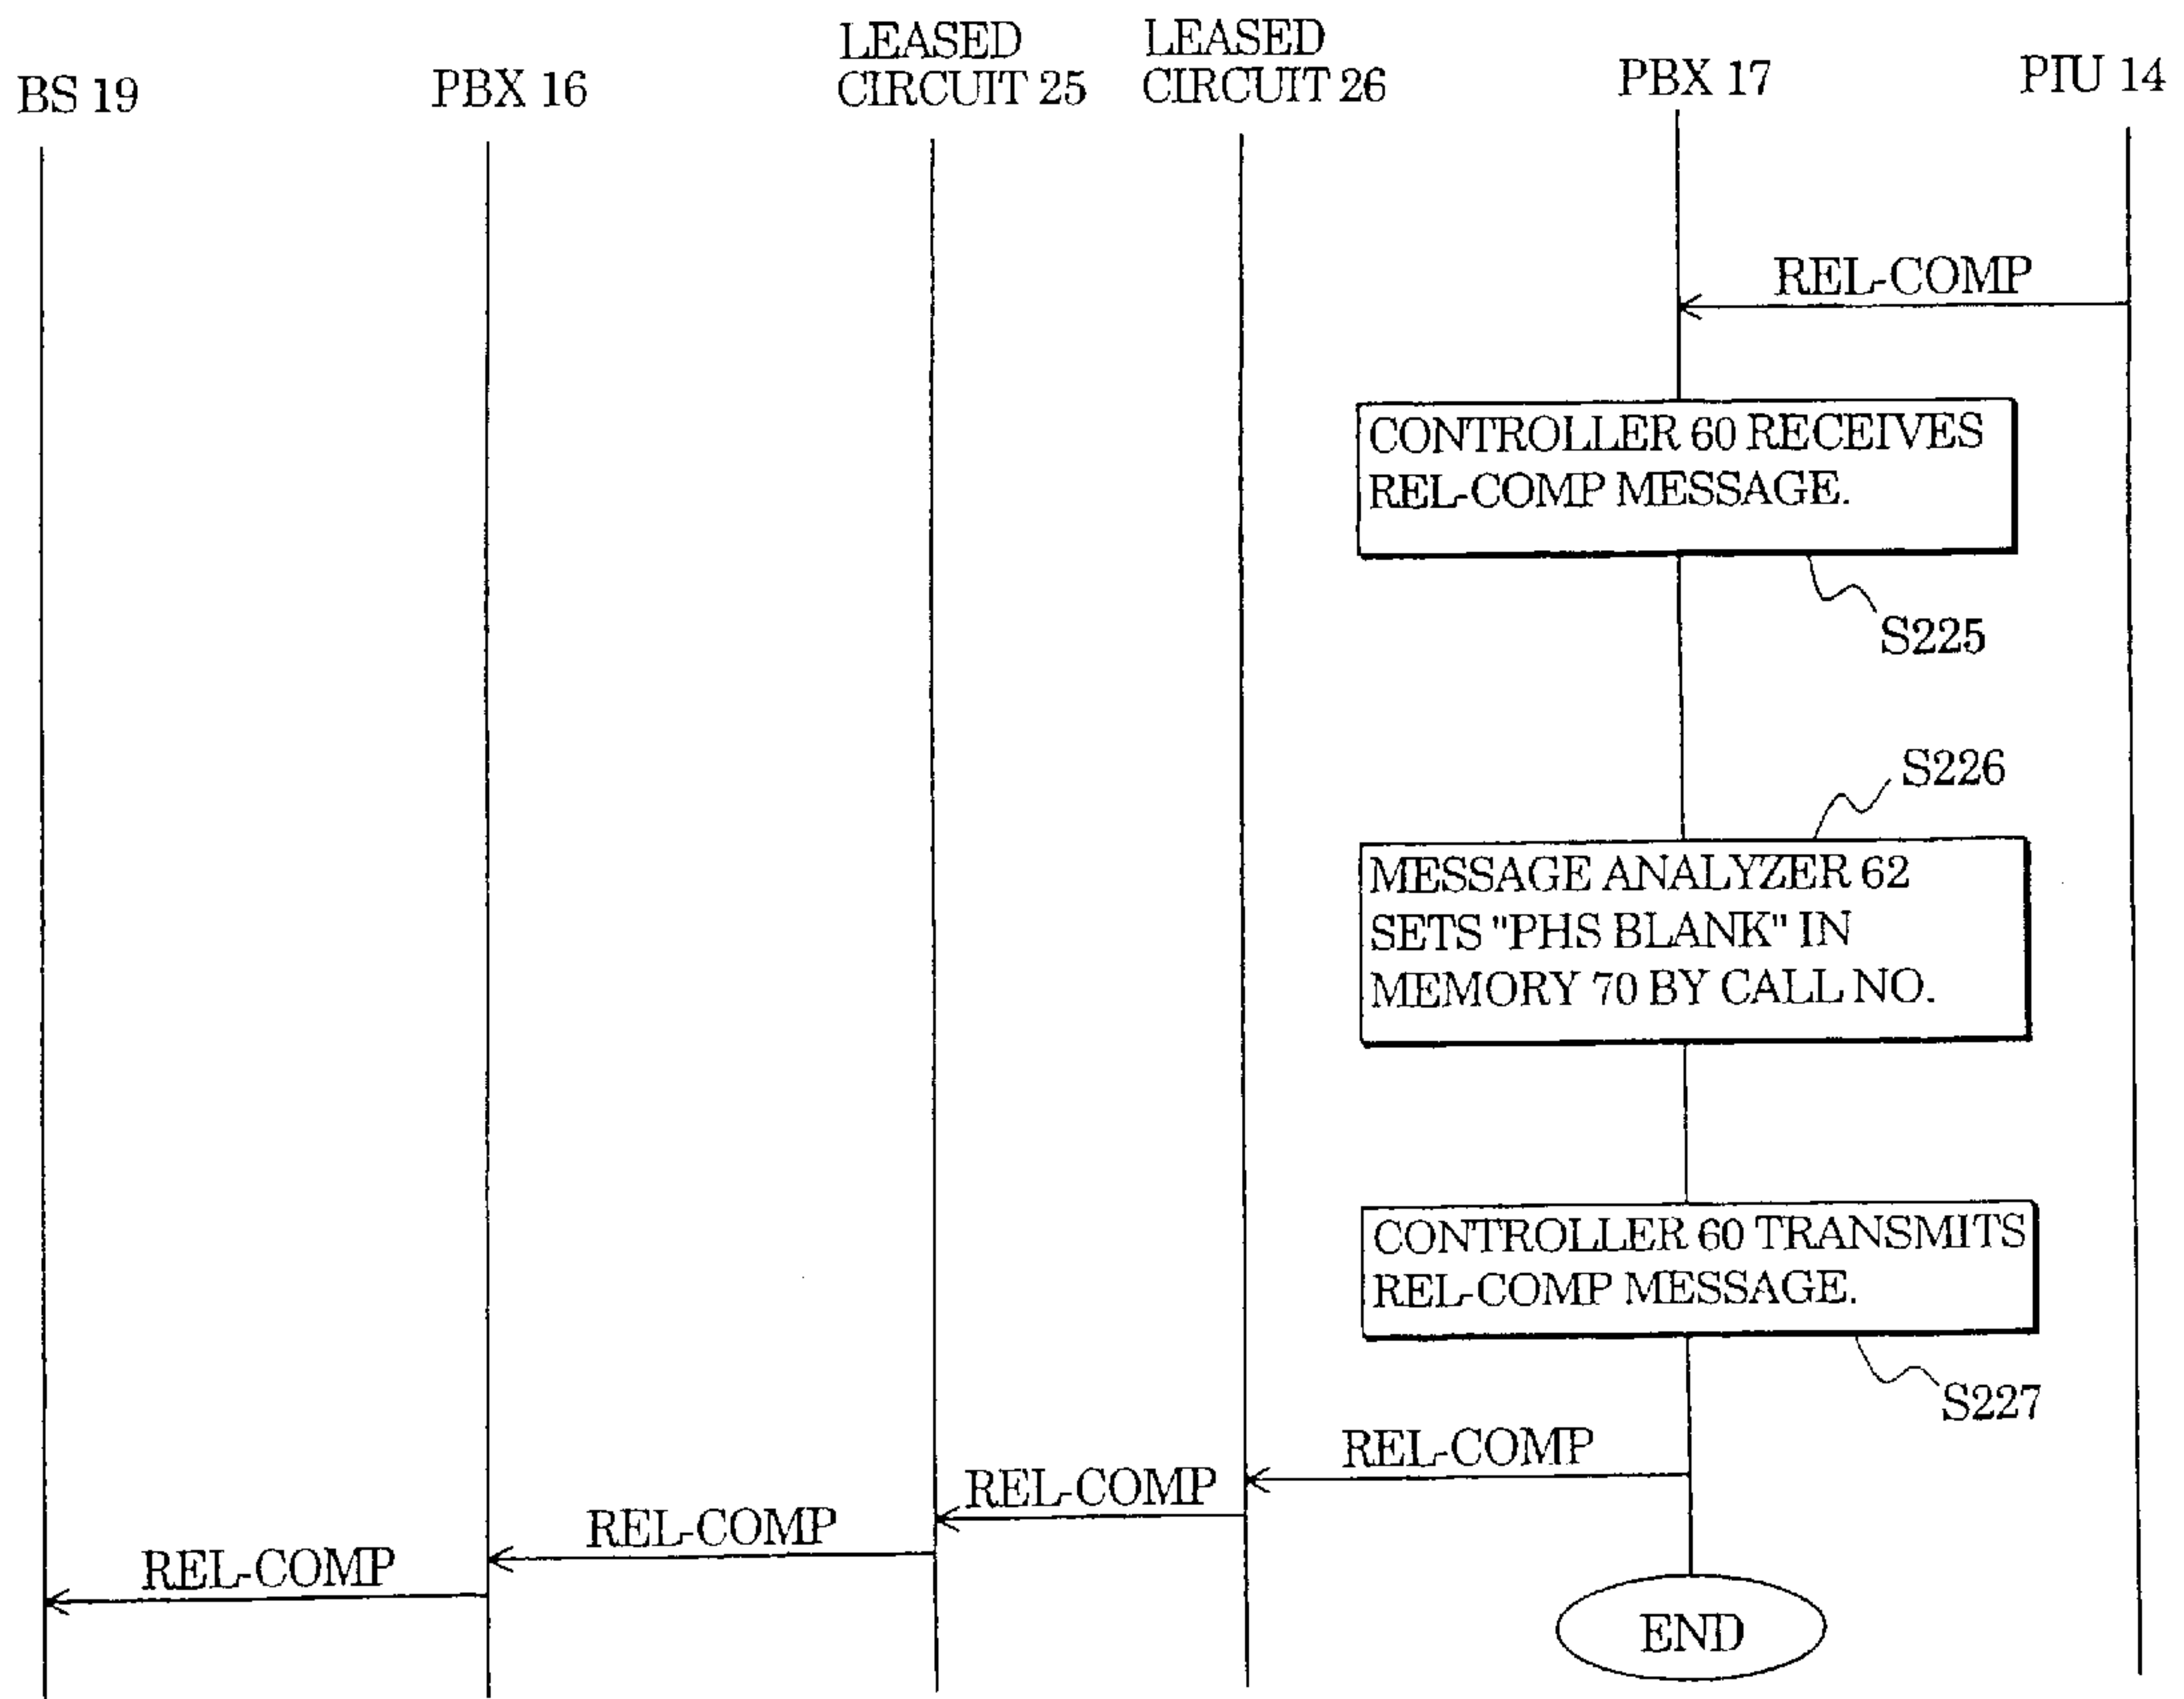 BS 19
PBX 16
LEASED
CIRCUIT 25
LEASED
CIRCUIT 26
PBX 17
PIU 14
REL-COMP
CONTROLLER 60 RECEIVES
REL-COMP MESSAGE.
S225
S226
MESSAGE ANALYZER 62
SETS "PHS BLANK" IN
MEMORY 70 BY CALL NO.
CONTROLLER 60 TRANSMITS
REL-COMP MESSAGE.
S227
REL-COMP
REL-COMP
REL-COMP
REL-COMP
END